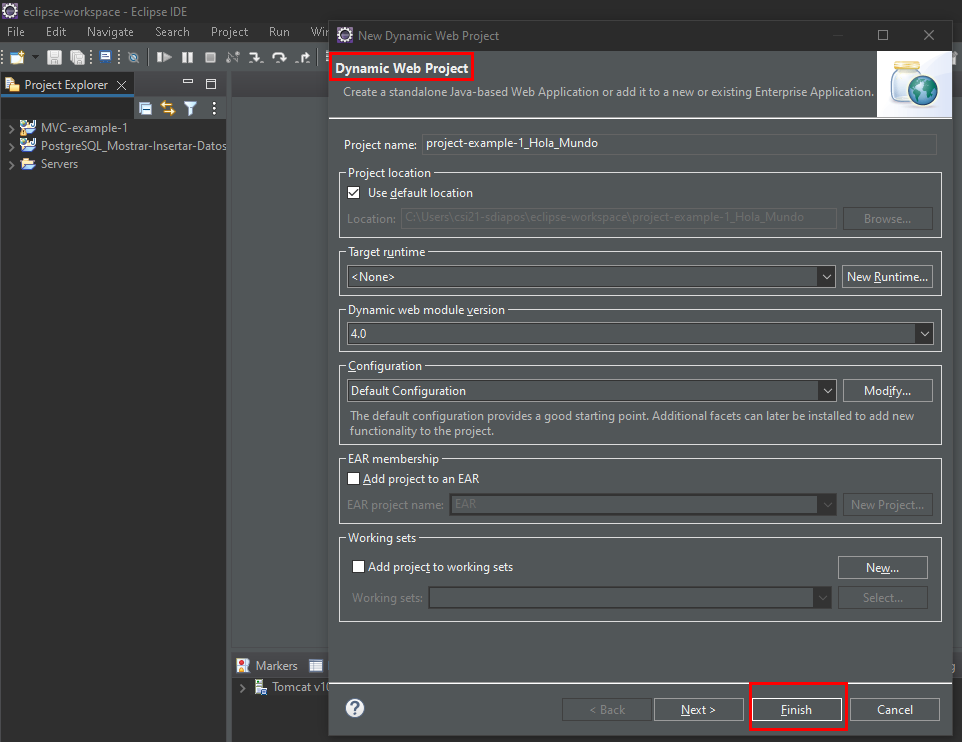 eclipse-workspace - Eclipse IDE
File Edit Navigate Search Project Run
Project Explorer
MVC-example-1
PostgreSQL_Mostrar-Insertar-Datos
Servers
New Dynamic Web Project
Dynamic Web Project
Create a standalone Java-based Web Application or add it to a new or existing Enterprise Application.
Project name: project-example-1_Hola_Mundo
Project location
Use default location
Location: C:\Users\csi21-sdiapos\eclipse-workspace\project-example-1_Hola_Mundo Browse...
Target runtime
<None> New Runtime...
Dynamic web module version
4.0
Configuration
Default Configuration Modify...
The default configuration provides a good starting point. Additional facets can later be installed to add new
functionality to the project.
EAR membership
Add project to an EAR
EAR project name: EAR New Project...
Working sets
Add project to working sets New...
Working sets: Select...
Markers
Tomcat
< Back Next > Finish Cancel